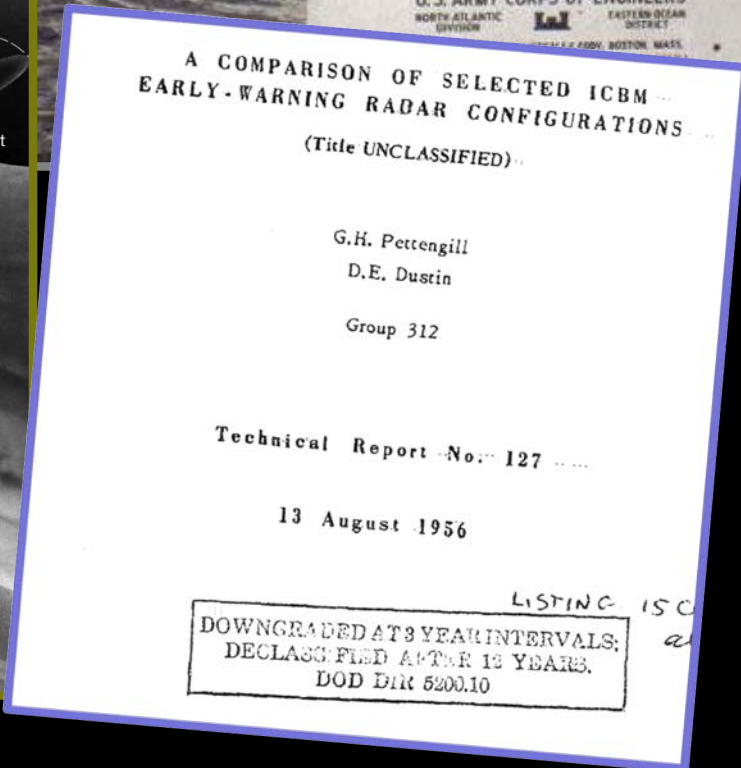 U. S. ARMY CORPS OF ENGINEERS
NORTH ATLANTIC
DIVISION
EASTERN OCEAN
DISTRICT
BOSTON, MASS.
t
A COMPARISON OF SELECTED ICBM
EARLY-WARNING RADAR CONFIGURATIONS
(Title UNCLASSIFIED)
G.H. Pettengill
D.E. Dustin
Group 312
Technical Report No. 127
13 August 1956
LISTING 15 C
a
DOWNGRADED AT 3 YEAR INTERVALS:
DECLASSIFIED AFTER 12 YEARS.
DOD DIR 5200.10